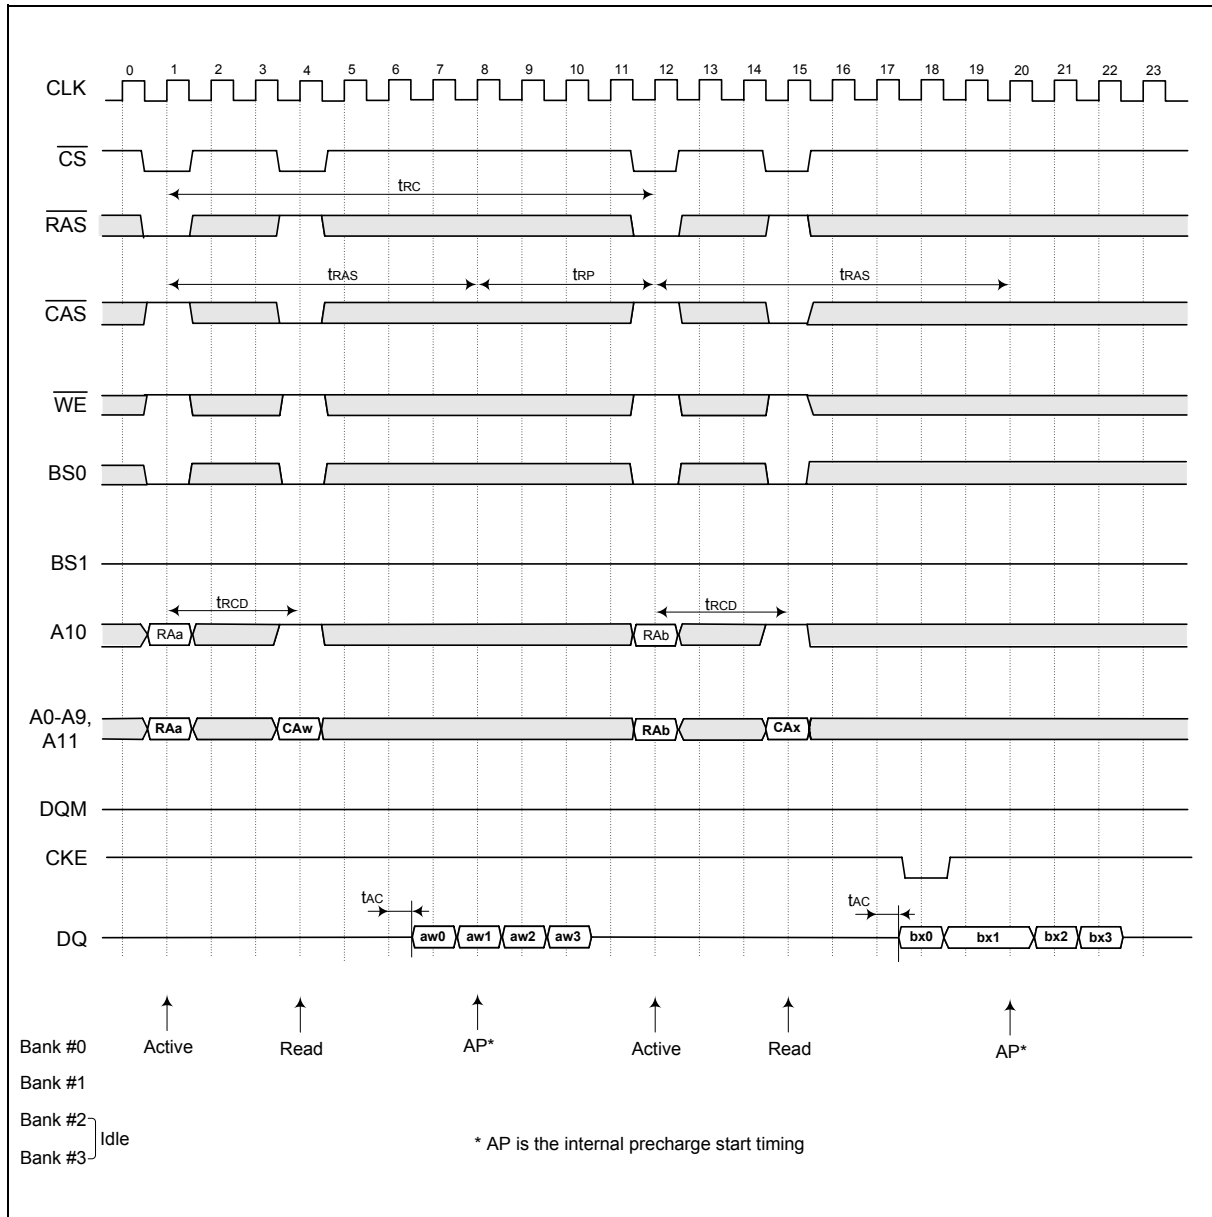 0 1 2 3 4 5 6 7 8 9 10 11 12 13 14 15 16 17 18 19 20 21 22 23
CLK
CS
tRC
RAS
tRAS tRP tRAS
CAS
WE
BS0
BS1
tRCD tRCD
A10 RAa RAb
A0-A9,
A11
RAa CAw RAb CAx
DQM
CKE
tAC tAC
DQ aw0 aw1 aw2 aw3 bx0 bx1 bx2 bx3
Bank #0 Active Read AP* Active Read AP*
Bank #1
Bank #2
Idle
Bank #3
* AP is the internal precharge start timing